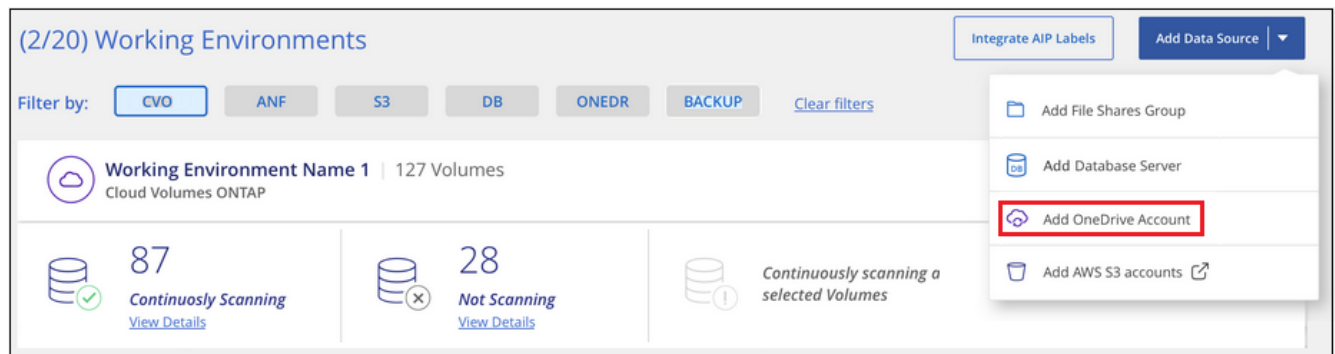 (2/20) Working Environments
Integrate AIP Labels
Add Data Source
Filter by:
CVO
ANF
S3
DB
ONEDR
BACKUP
Clear filters
Add File Shares Group
DB
Add Database Server
Add OneDrive Account
Add AWS S3 accounts
Working Environment Name 1 | 127 Volumes
Cloud Volumes ONTAP
87
Continuosly Scanning
View Details
28
Not Scanning
View Details
Continuously scanning a
selected Volumes